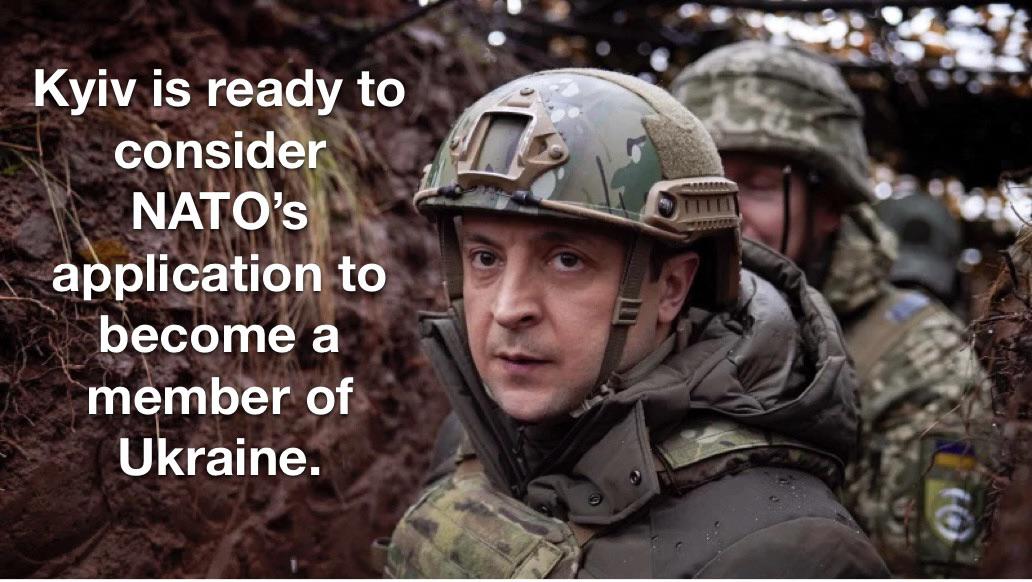 Kyiv is ready to
consider
NATO’s
application to
become a
member of
Ukraine.